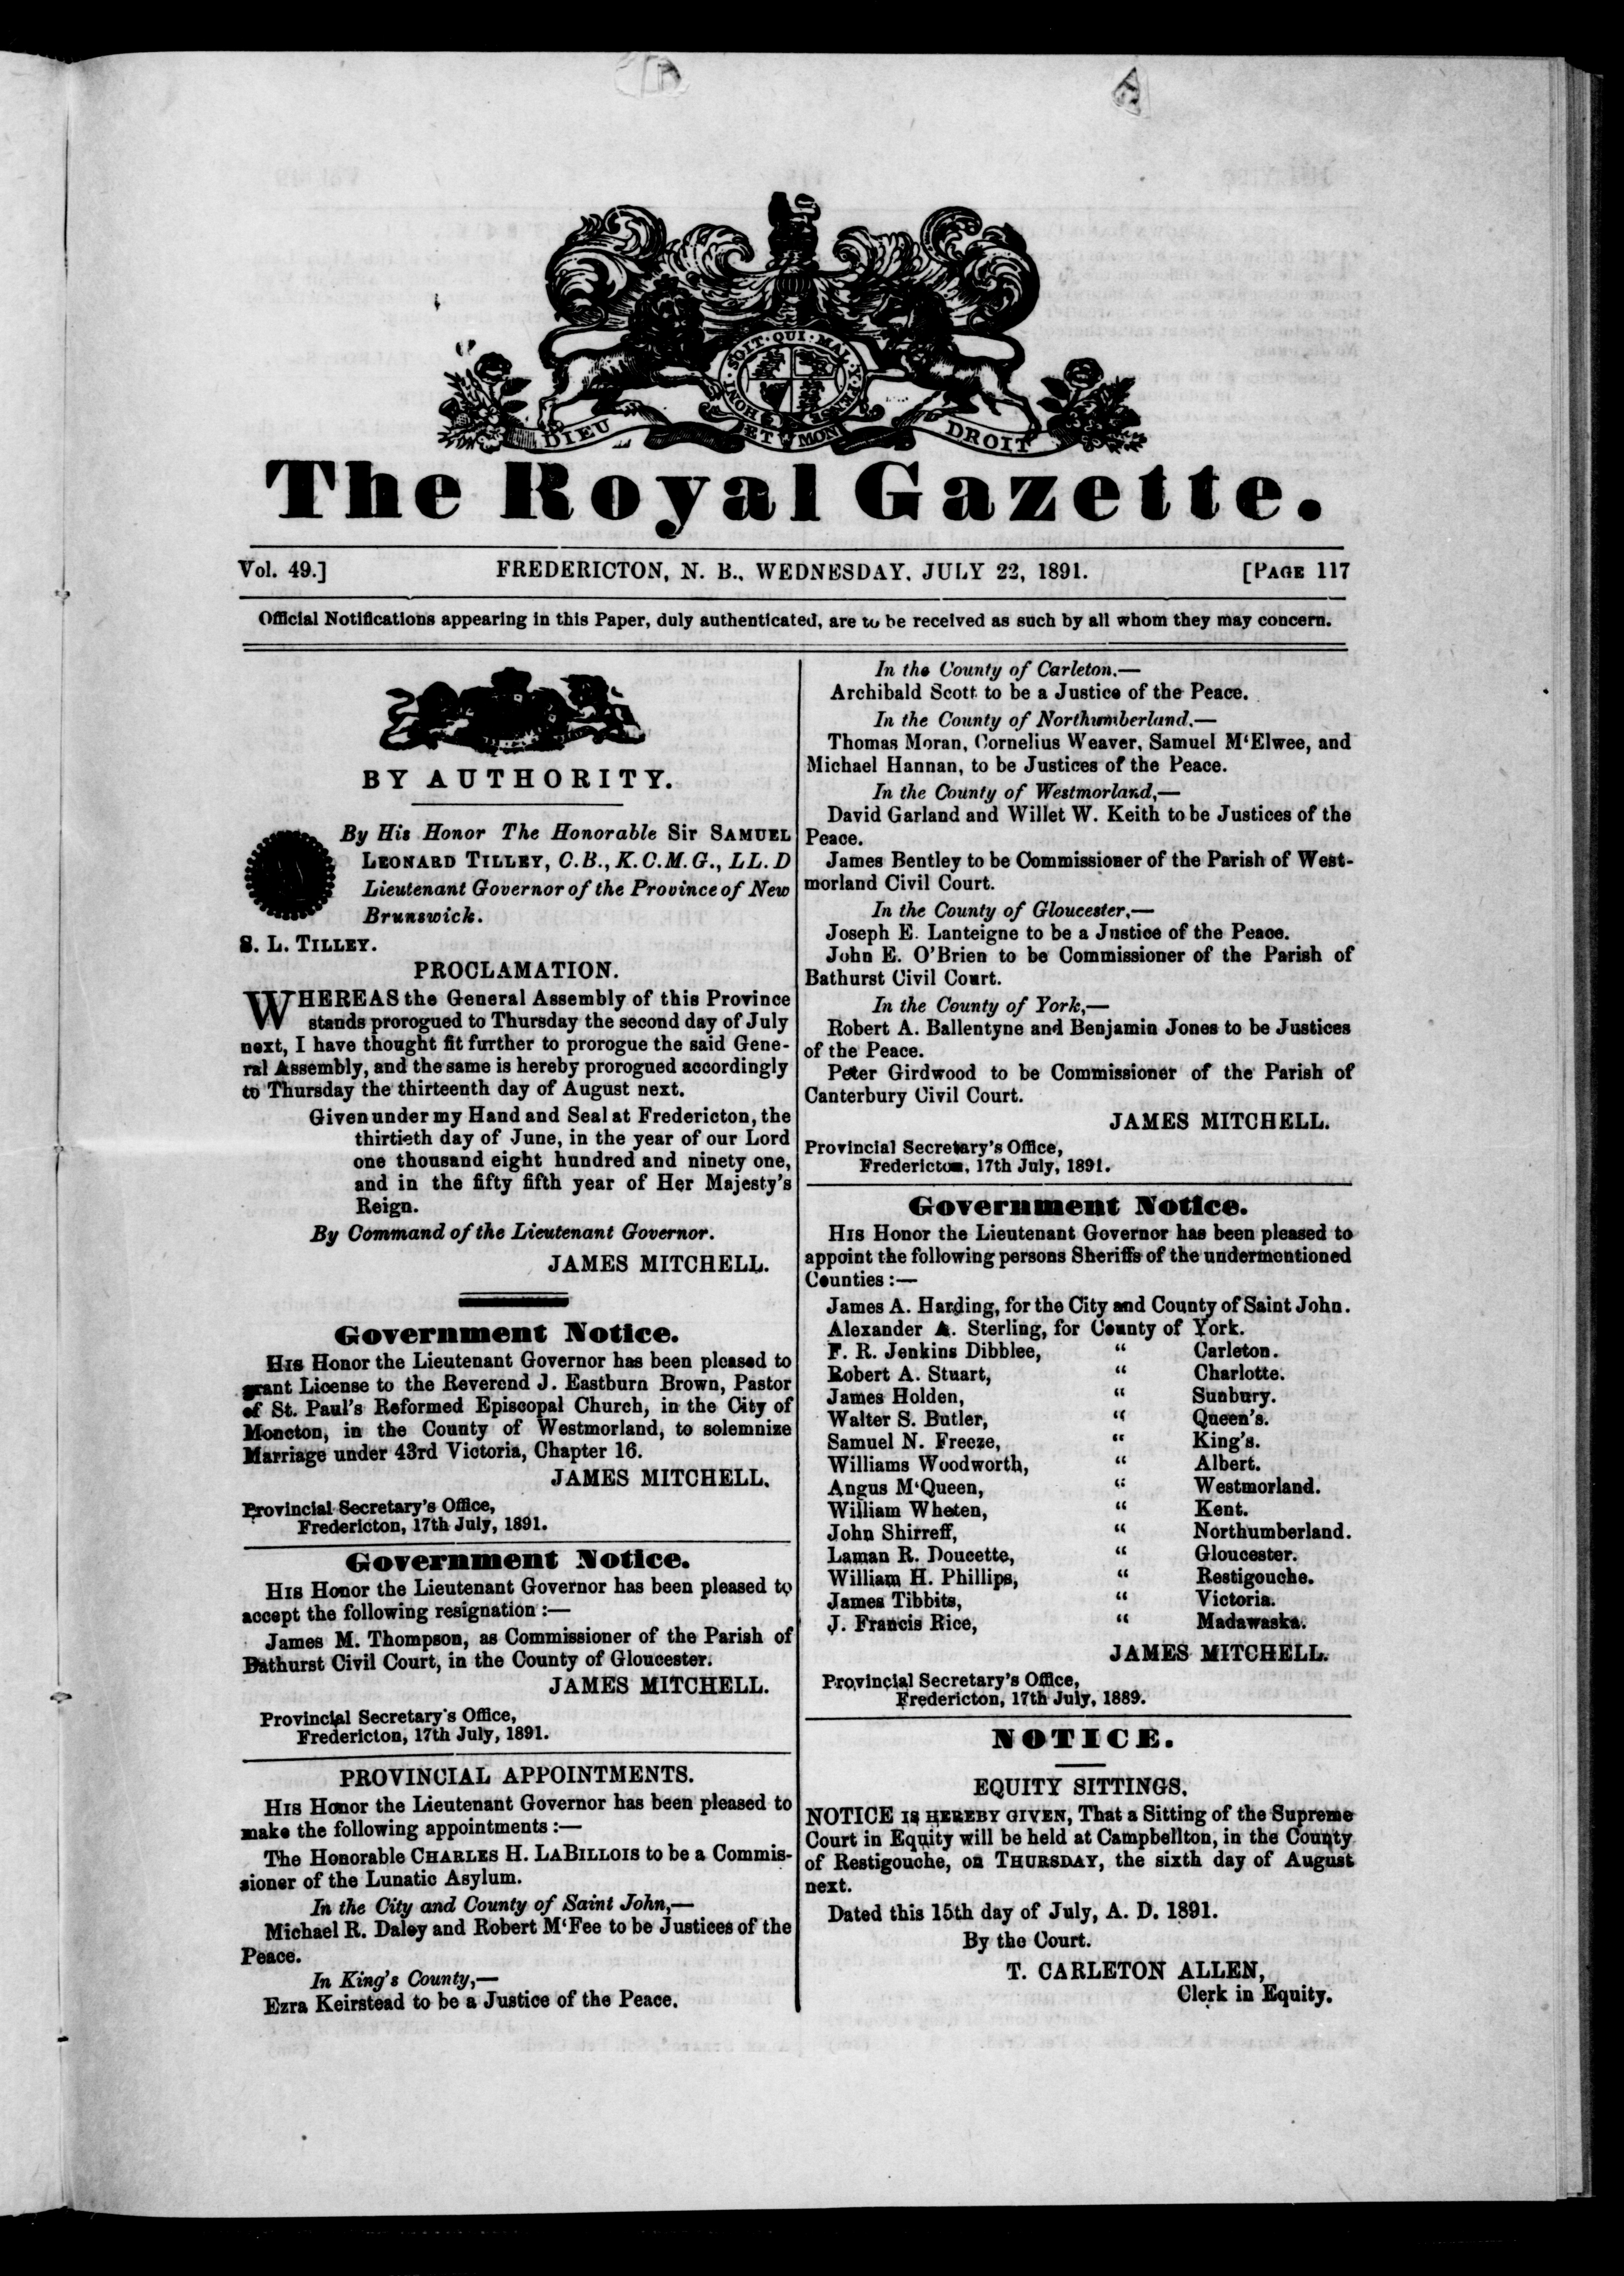 HONI · SOIT · QUI · MAL · Y · PENSE
DIEU ET MON DROIT
The Royal Gazette.
Vol. 49.] FREDERICTON, N. B., WEDNESDAY. JULY 22, 1891. [PAGE 117
Official Notifications appearing in this Paper, duly authenticated, are to be received as such by all whom they may concern.
BY AUTHORITY.
By His Honor The Honorable Sir SAMUEL
LEONARD TILLEY, C.B., K.C.M.G., LL.D
Lieutenant Governor of the Province of New
Brunswick.
S. L. TILLEY.
PROCLAMATION.
WHEREAS the General Assembly of this Province
stands prorogued to Thursday the second day of July
next, I have thought fit further to prorogue the said Gene-
ral Assembly, and the same is hereby prorogued accordingly
to Thursday the thirteenth day of August next.
Given under my Hand and Seal at Fredericton, the
thirtieth day of June, in the year of our Lord
one thousand eight hundred and ninety one,
and in the fifty fifth year of Her Majesty's
Reign.
By Command of the Lieutenant Governor.
JAMES MITCHELL.
Government Notice.
HIS Honor the Lieutenant Governor has been pleased to
grant License to the Reverend J. Eastburn Brown, Pastor
of St. Paul's Reformed Episcopal Church, in the City of
Moncton, in the County of Westmorland, to solemnize
Marriage under 43rd Victoria, Chapter 16.
JAMES MITCHELL.
Provincial Secretary's Office,
Fredericton, 17th July, 1891.
Government Notice.
HIS Honor the Lieutenant Governor has been pleased to
accept the following resignation :—
James M. Thompson, as Commissioner of the Parish of
Bathurst Civil Court, in the County of Gloucester.
JAMES MITCHELL.
Provincial Secretary's Office,
Fredericton, 17th July, 1891.
PROVINCIAL APPOINTMENTS.
HIS Honor the Lieutenant Governor has been pleased to
make the following appointments :—
The Honorable CHARLES H. LABILLOIS to be a Commis-
sioner of the Lunatic Asylum.
In the City and County of Saint John,—
Michael R. Daley and Robert M'Fee to be Justices of the
Peace.
In King's County,—
Ezra Keirstead to be a Justice of the Peace.
In the County of Carleton.—
Archibald Scott to be a Justice of the Peace.
In the County of Northumberland.—
Thomas Moran, Cornelius Weaver, Samuel M'Elwee, and
Michael Hannan, to be Justices of the Peace.
In the County of Westmorland,—
David Garland and Willet W. Keith to be Justices of the
Peace.
James Bentley to be Commissioner of the Parish of West-
morland Civil Court.
In the County of Gloucester,—
Joseph E. Lanteigne to be a Justice of the Peace.
John E. O'Brien to be Commissioner of the Parish of
Bathurst Civil Court.
In the County of York,—
Robert A. Ballentyne and Benjamin Jones to be Justices
of the Peace.
Peter Girdwood to be Commissioner of the Parish of
Canterbury Civil Court.
JAMES MITCHELL.
Provincial Secretary's Office,
Fredericton, 17th July, 1891.
Government Notice.
HIS Honor the Lieutenant Governor has been pleased to
appoint the following persons Sheriffs of the undermentioned
Counties :—
James A. Harding, for the City and County of Saint John.
Alexander A. Sterling, for County of York.
F. R. Jenkins Dibblee, " Carleton.
Robert A. Stuart, " Charlotte.
James Holden, " Sunbury.
Walter S. Butler, " Queen's.
Samuel N. Freeze, " King's.
Williams Woodworth, " Albert.
Angus M'Queen, " Westmorland.
William Wheten, " Kent.
John Shirreff, " Northumberland.
Laman R. Doucette, " Gloucester.
William H. Phillips, " Restigouche.
James Tibbits, " Victoria.
J. Francis Rice, " Madawaska.
JAMES MITCHELL.
Provincial Secretary's Office,
Fredericton, 17th July, 1889.
NOTICE.
EQUITY SITTINGS.
NOTICE IS HEREBY GIVEN, That a Sitting of the Supreme
Court in Equity will be held at Campbellton, in the County
of Restigouche, on THURSDAY, the sixth day of August
next.
Dated this 15th day of July, A. D. 1891.
By the Court.
T. CARLETON ALLEN,
Clerk in Equity.